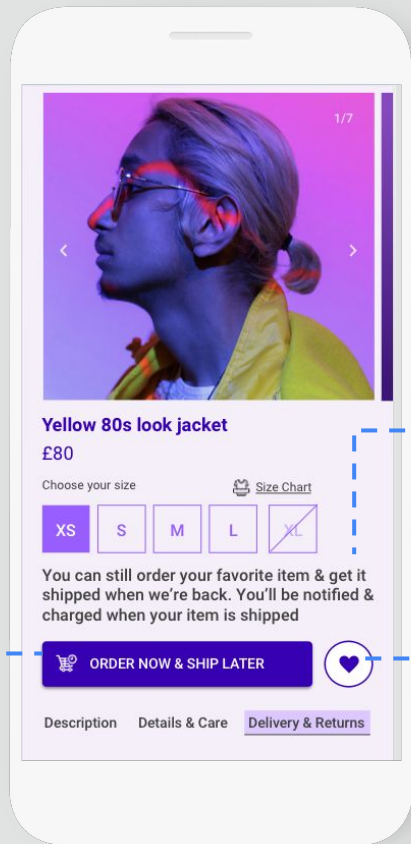 1/7
Yellow 80s look jacket
£80
Choose your size
Size Chart
XS S M L XL
You can still order your favorite item & get it
shipped when we’re back. You’ll be notified &
charged when your item is shipped
ORDER NOW & SHIP LATER
Description Details & Care Delivery & Returns